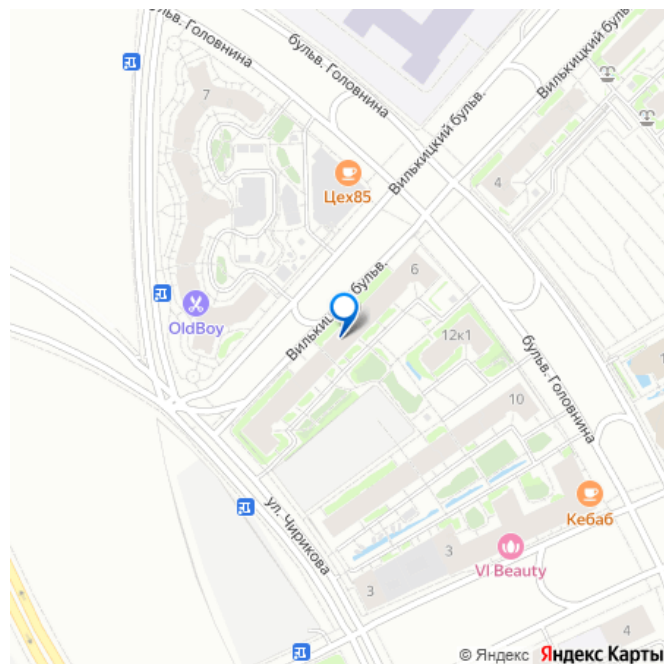 бульв. Головнина
бульв. Головнина
Вилькицкий бульв.
Вилькицкий бульв.
7
Цех85
4
6
OldBoy
Вилькицкий бульв.
12к1
бульв. Головнина
10
ул. Чирикова
Кебаб
3
VI Beauty
3
4
© Яндекс Яндекс Карты